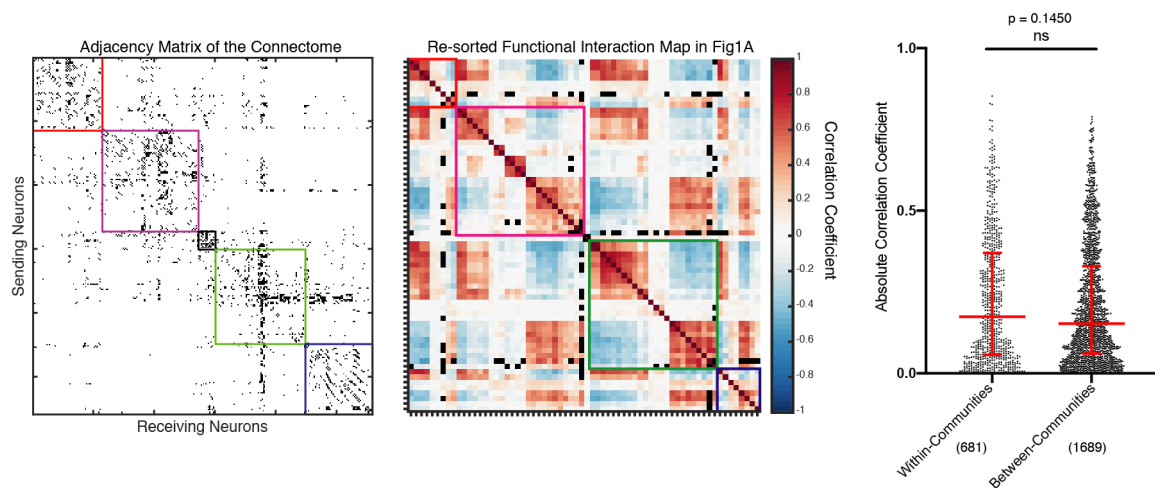 Adjacency Matrix of the Connectome
Sending Neurons
Receiving Neurons
Re-sorted Functional Interaction Map in Fig1A
1
0.8
0.6
0.4
0.2
0
-0.2
-0.4
-0.6
-0.8
-1
Correlation Coefficient
p = 0.1450
ns
Absolute Correlation Coefficient
1.0
0.5
0.0
Within-Communities
(681)
Between-Communities
(1689)